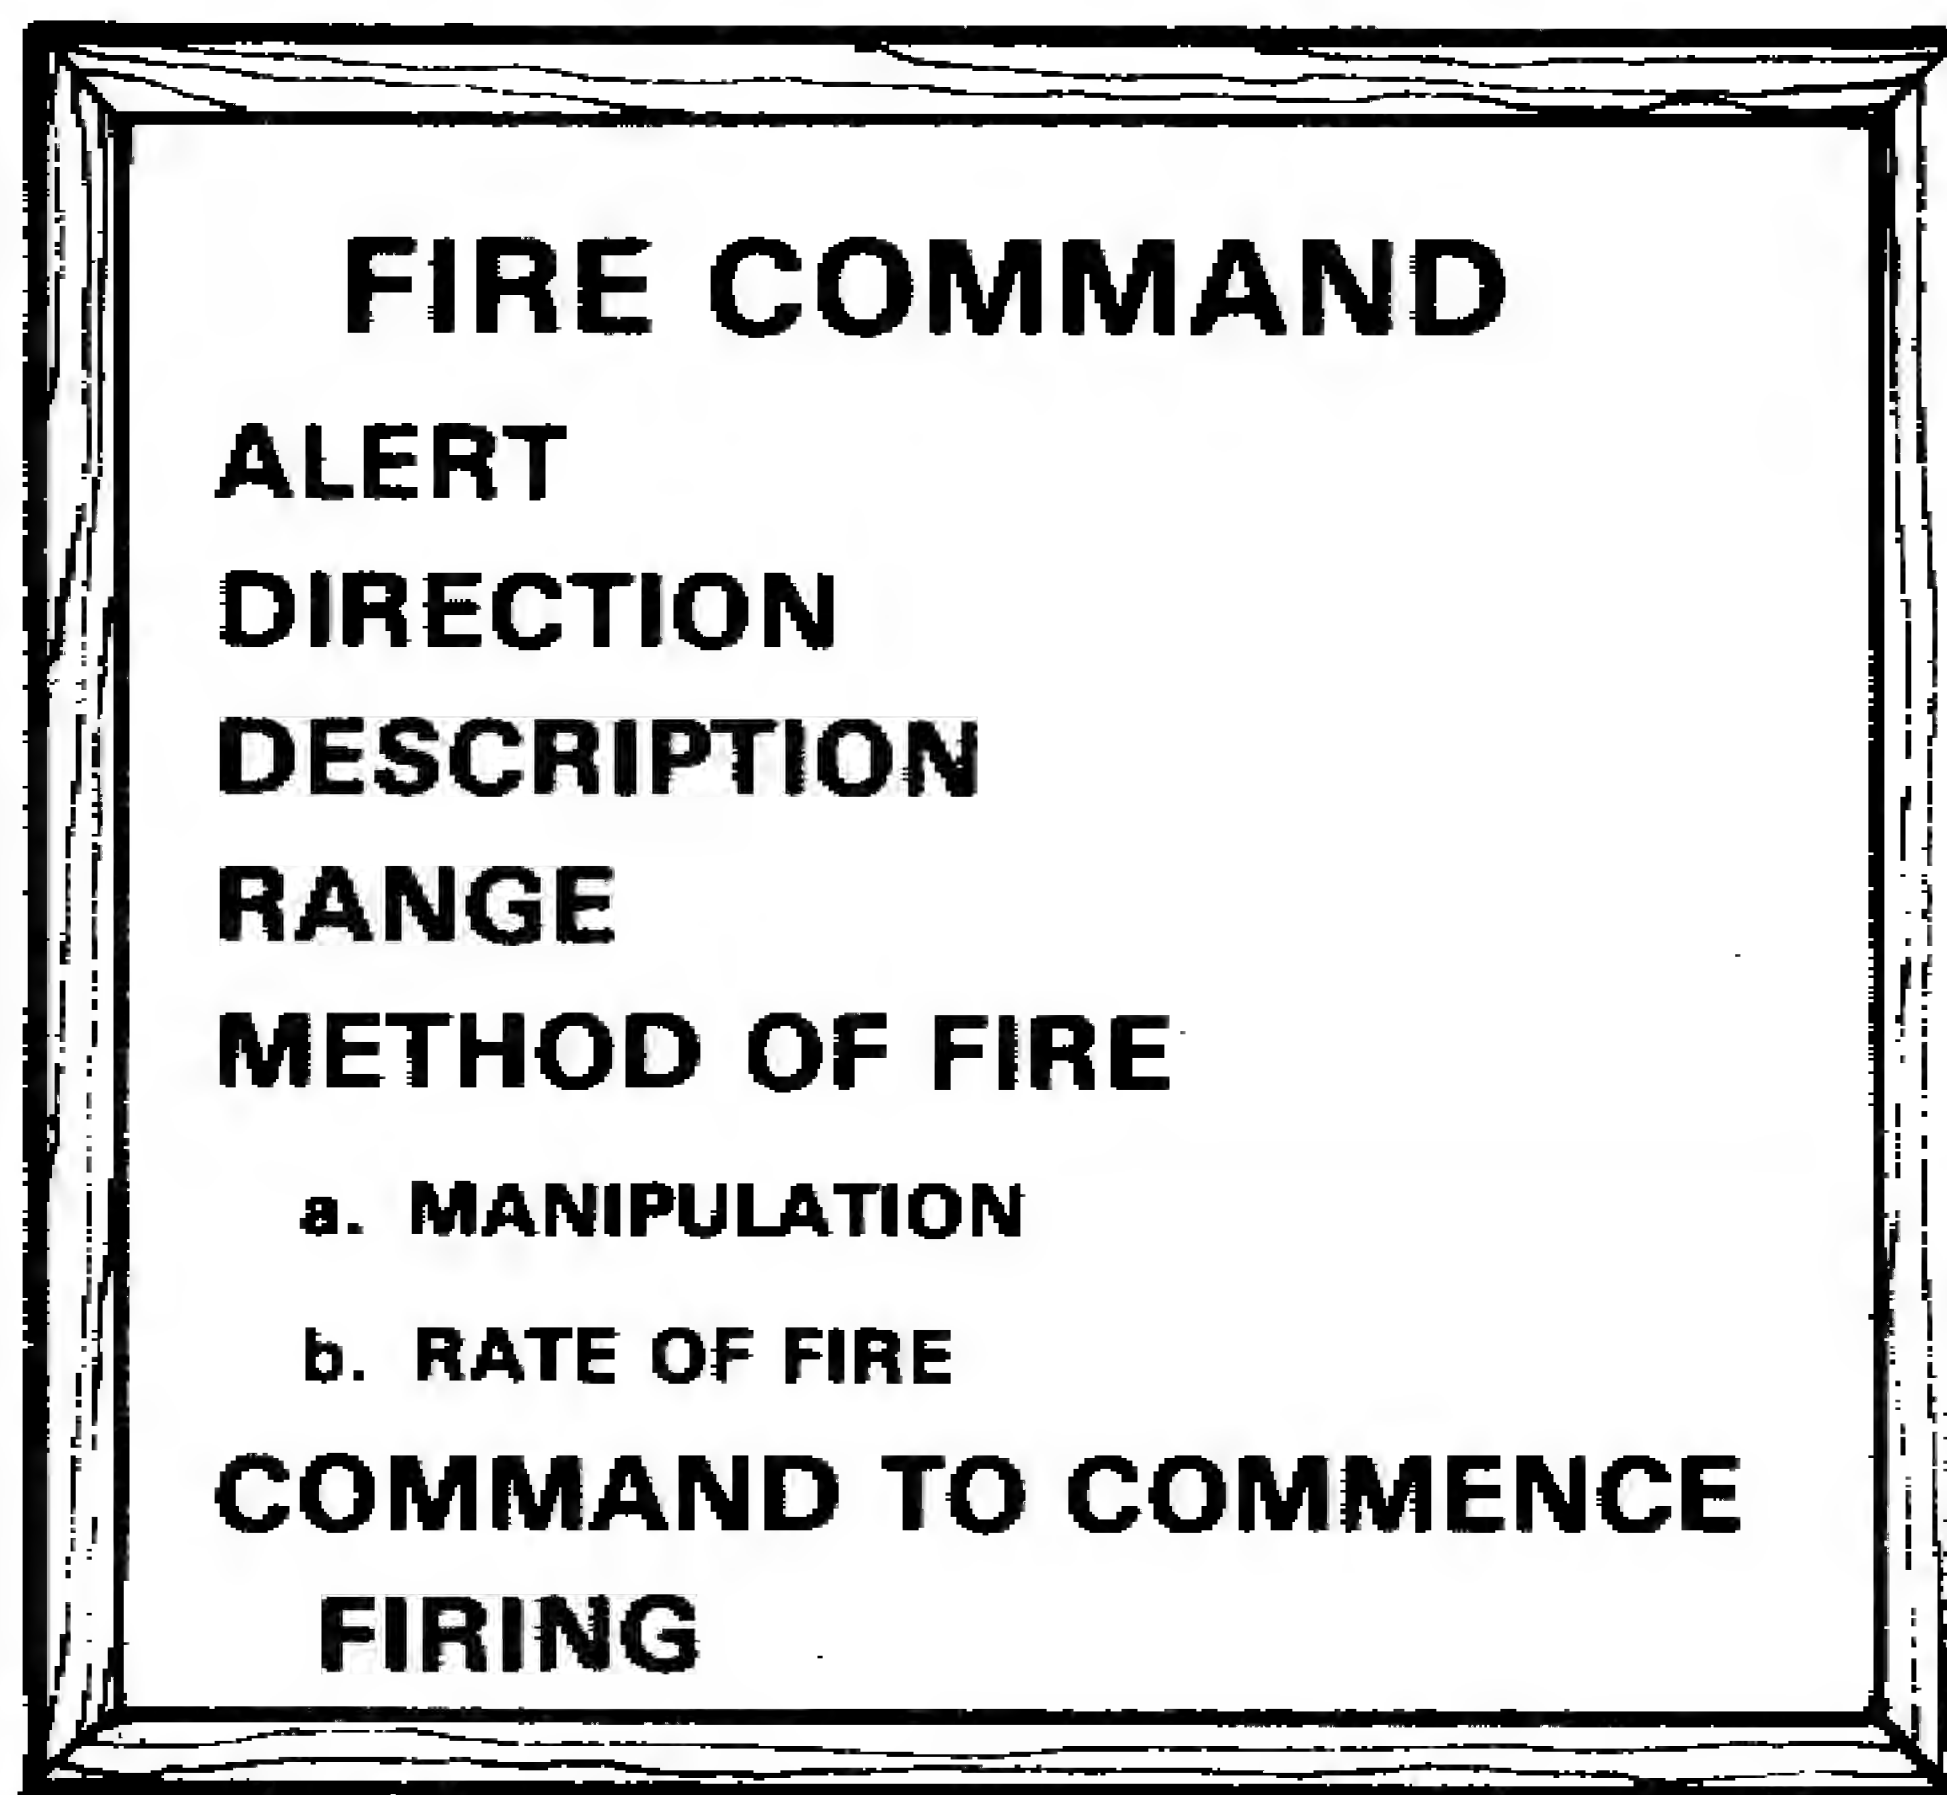 FIRE COMMAND
ALERT
DIRECTION
DESCRIPTION
RANGE
METHOD OF FIRE
a. MANIPULATION
b. RATE OF FIRE
COMMAND TO COMMENCE
FIRING